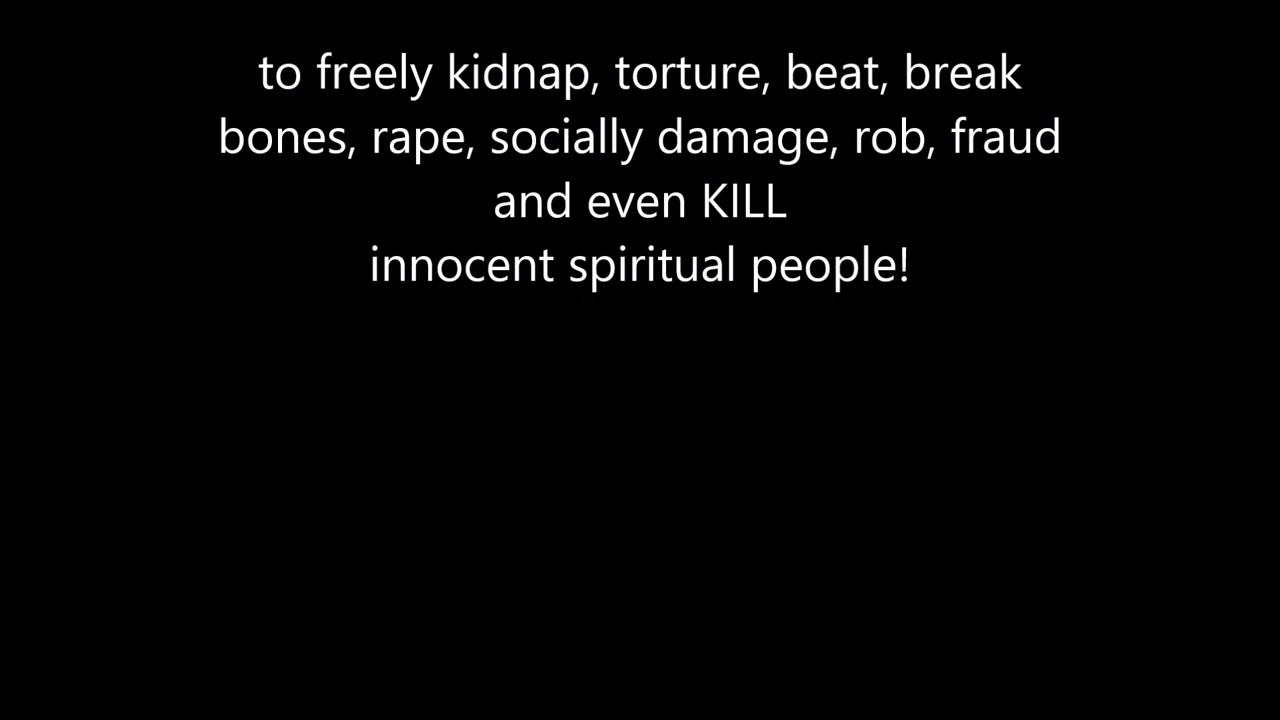 to freely kidnap, torture, beat, break
bones, rape, socially damage, rob, fraud
and even KILL
innocent spiritual people!